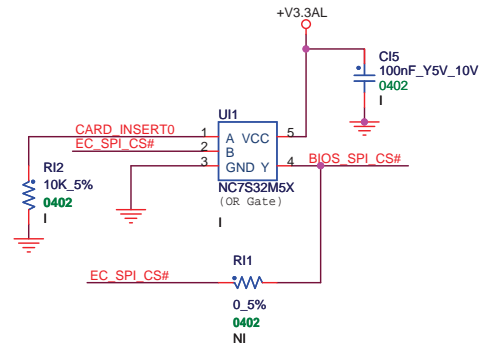 +V3.3AL
CI5
100nF_Y5V_10V
0402
I
UI1
CARD_INSERT0 1 A VCC 5
EC_SPI_CS# 2 B
3 GND Y 4 BIOS_SPI_CS#
NC7S32M5X
(OR Gate)
I
RI2
10K_5%
0402
I
RI1
EC_SPI_CS#
0_5%
0402
NI